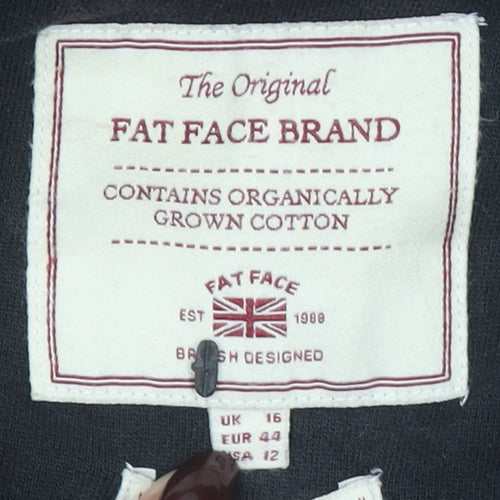 The Original
FAT FACE BRAND
CONTAINS ORGANICALLY
GROWN COTTON
FAT FACE
EST 1988
DESIGNED
UK 16
EUR 44
USA 12